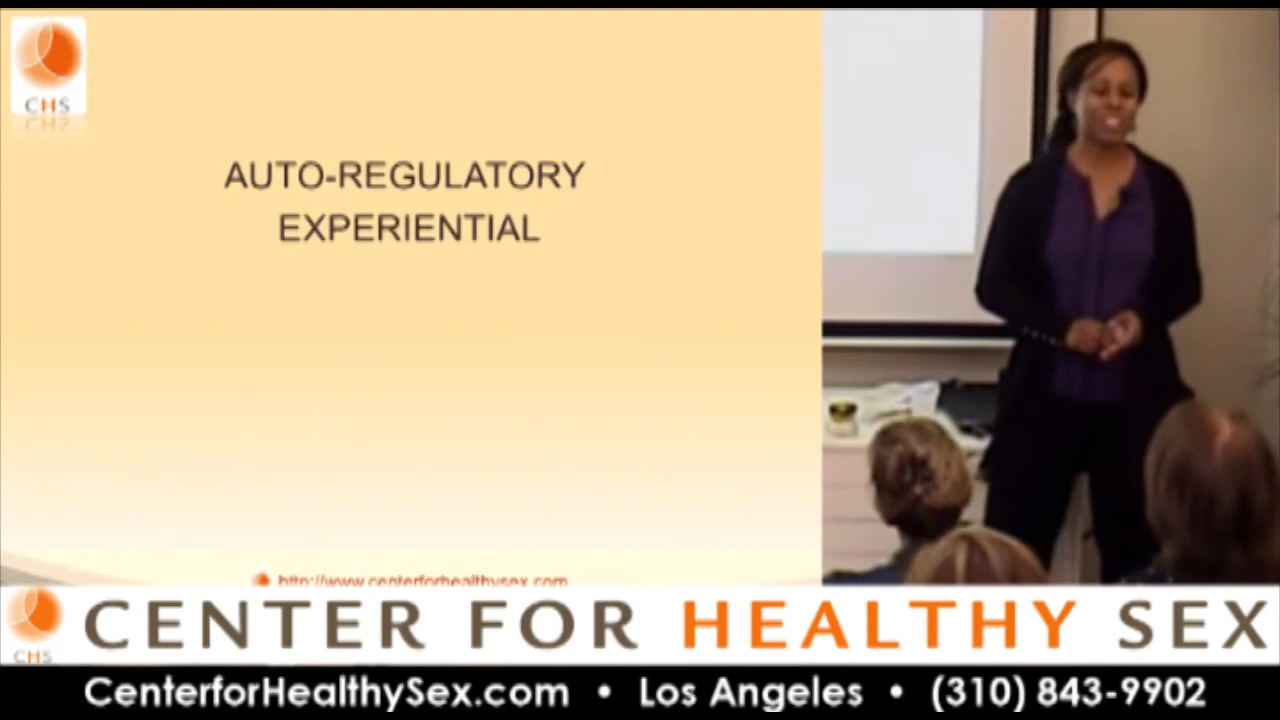 CHS
AUTO-REGULATORY
EXPERIENTIAL
http://www.centerforhealthysex.com
CENTER FOR HEALTHY SEX
CHS
CenterforHealthySex.com • Los Angeles • (310) 843-9902